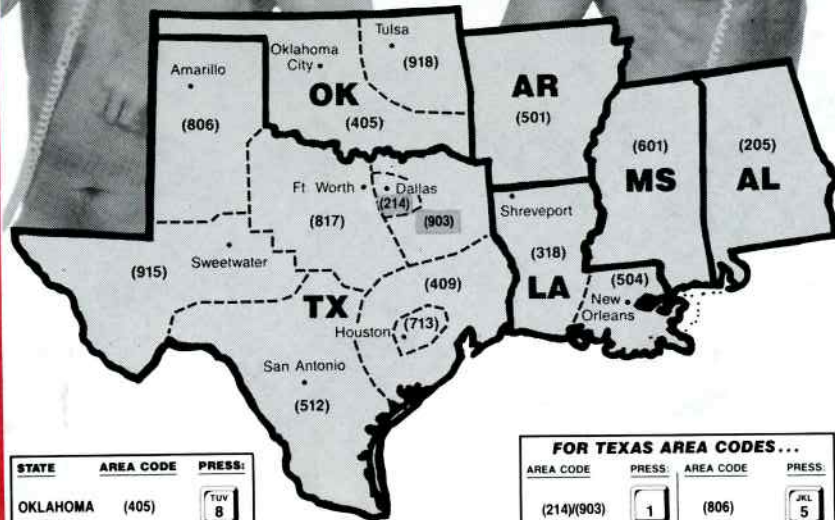 Tulsa
(918)
Oklahoma
City
OK
(405)
Amarillo
(806)
AR
(501)
(601)
MS
(205)
AL
Ft Worth
Dallas
(214)
(817)
(903)
Shreveport
(318)
LA
(504)
New
Orleans
(915)
Sweetwater
TX
(409)
Houston
(713)
San Antonio
(512)
STATE AREA CODE PRESS:
OKLAHOMA (405) TUV 8
FOR TEXAS AREA CODES...
AREA CODE PRESS: AREA CODE PRESS:
(214)/(903) 1 (806) JKL 5